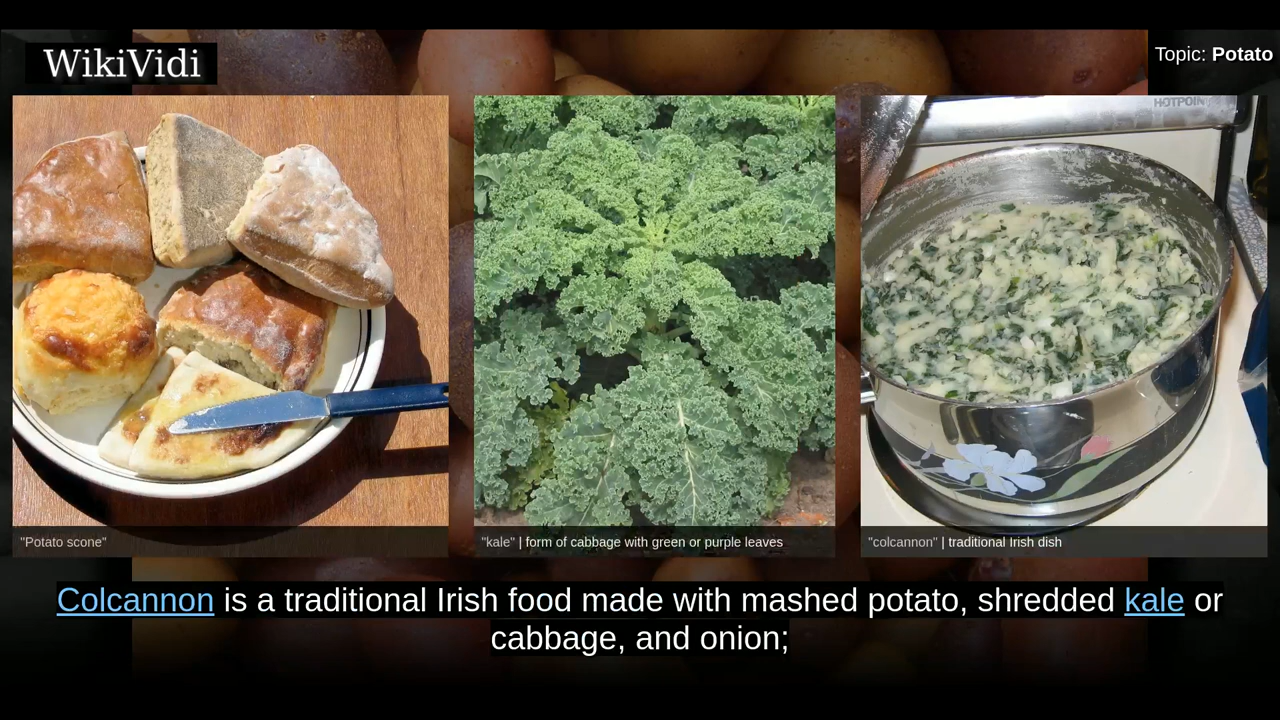 WikiVidi
Topic: Potato
HOTPOINT
"Potato scone"
"kale" | form of cabbage with green or purple leaves
"colcannon" | traditional Irish dish
Colcannon is a traditional Irish food made with mashed potato, shredded kale or
cabbage, and onion;